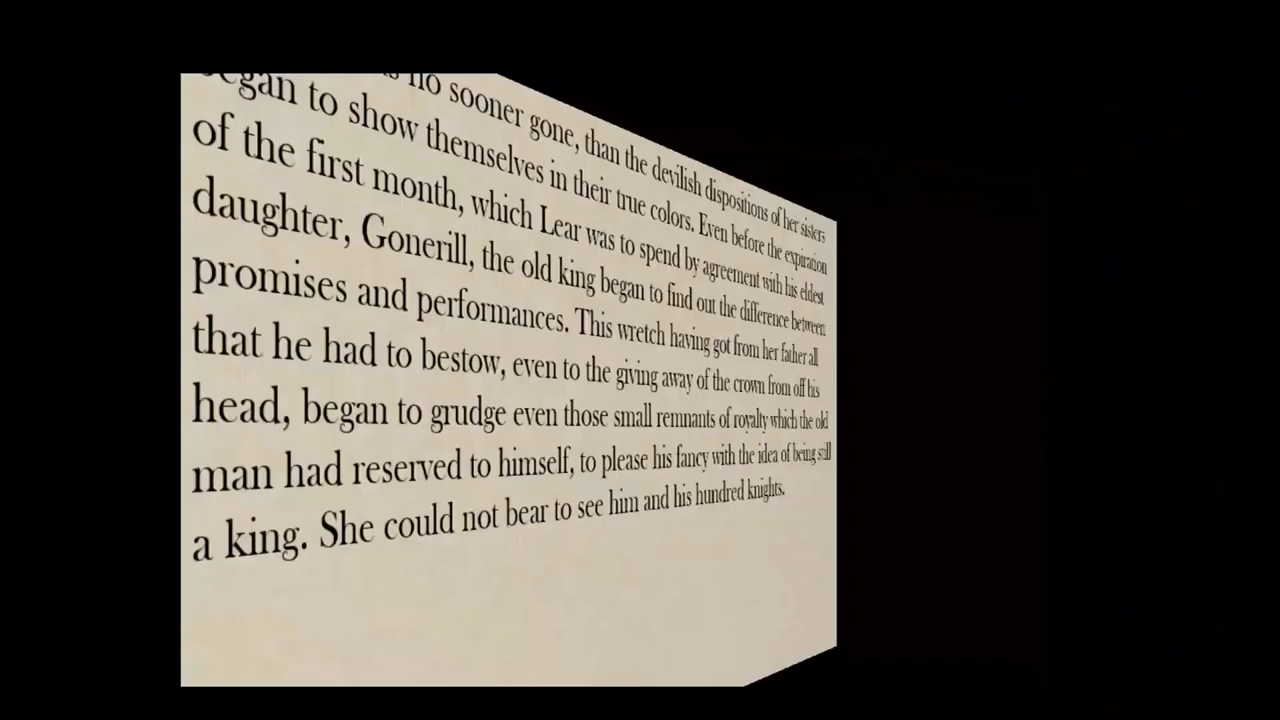 no sooner gone, than the devilish dispositions of her sisters
began to show themselves in their true colors. Even before the expiration
of the first month, which Lear was to spend by agreement with his eldest
daughter, Gonerill, the old king began to find out the difference between
promises and performances. This wretch having got from her father all
that he had to bestow, even to the giving away of the crown from off his
head, began to grudge even those small remnants of royalty which the old
man had reserved to himself, to please his fancy with the idea of being still
a king. She could not bear to see him and his hundred knights.